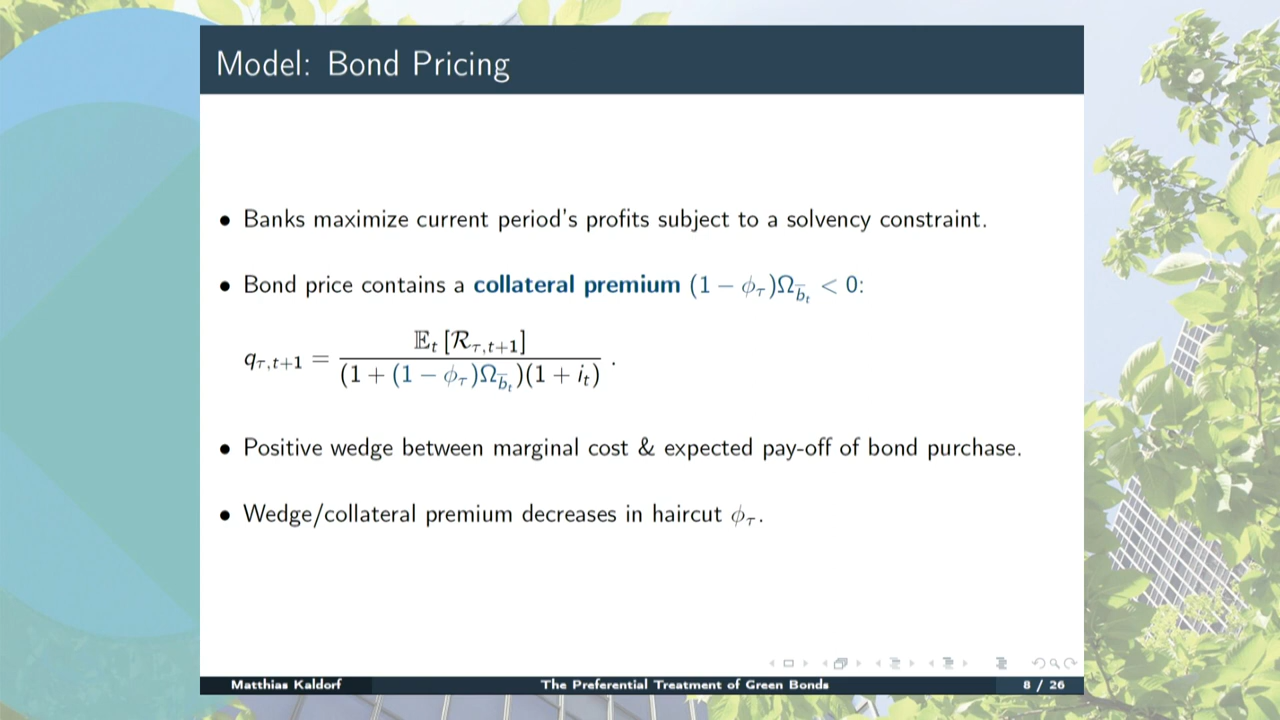 Model: Bond Pricing
• Banks maximize current period's profits subject to a solvency constraint.
• Bond price contains a collateral premium (1 − ϕ_τ)Ω_{b̅_t} < 0:
q_{τ,t+1} = 𝔼_t [ℛ_{τ,t+1}] / (1 + (1 − ϕ_τ)Ω_{b̅_t})(1 + i_t) .
• Positive wedge between marginal cost & expected pay-off of bond purchase.
• Wedge/collateral premium decreases in haircut ϕ_τ.
Matthias Kaldorf The Preferential Treatment of Green Bonds 8 / 26